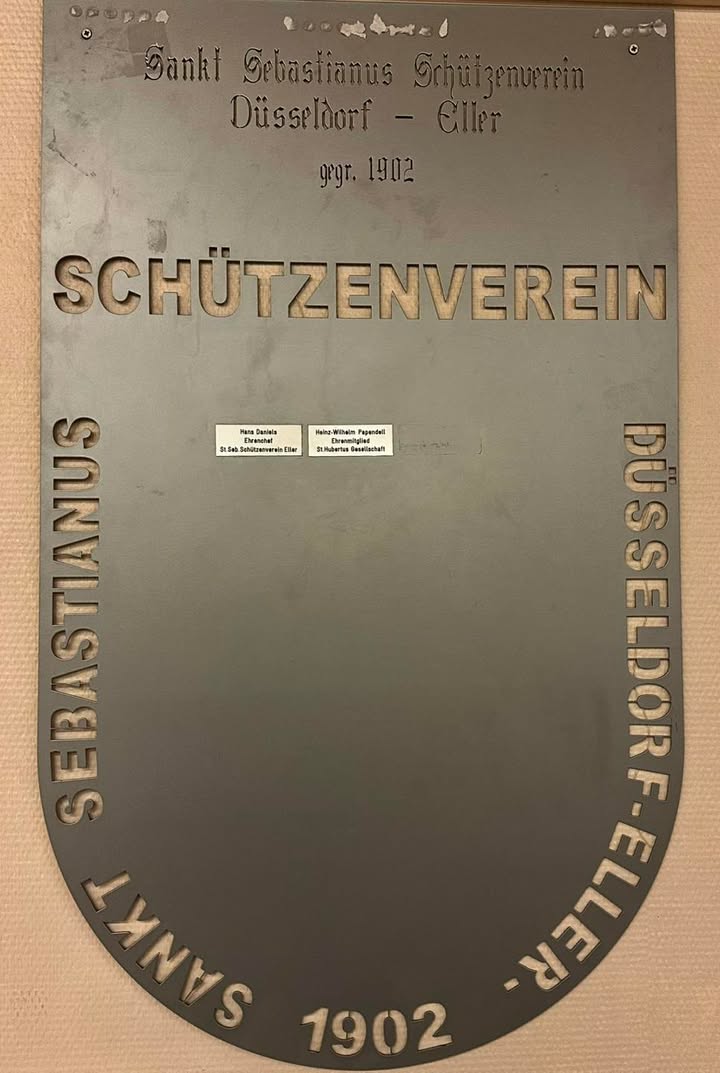 Sankt Sebastianus Schützenverein
Düsseldorf – Eller
gegr. 1902
SCHÜTZENVEREIN
Hans Daniels
Ehrenchef
St.Seb.Schützenverein Eller
Heinz-Wilhelm Papendell
Ehrenmitglied
St.Hubertus Gesellschaft
SANKT SEBASTIANUS
DÜSSELDORF-ELLER-
1902